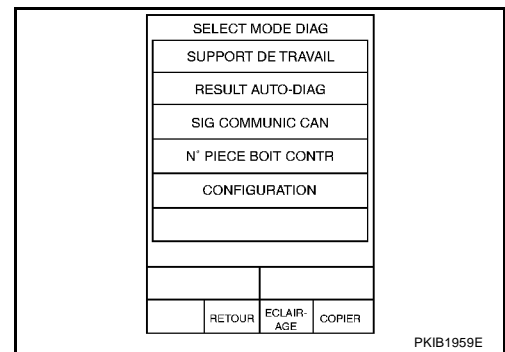 SELECT MODE DIAG
SUPPORT DE TRAVAIL
RESULT AUTO-DIAG
SIG COMMUNIC CAN
N° PIECE BOIT CONTR
CONFIGURATION
RETOUR
ECLAIR-
AGE
COPIER
PKIB1959E